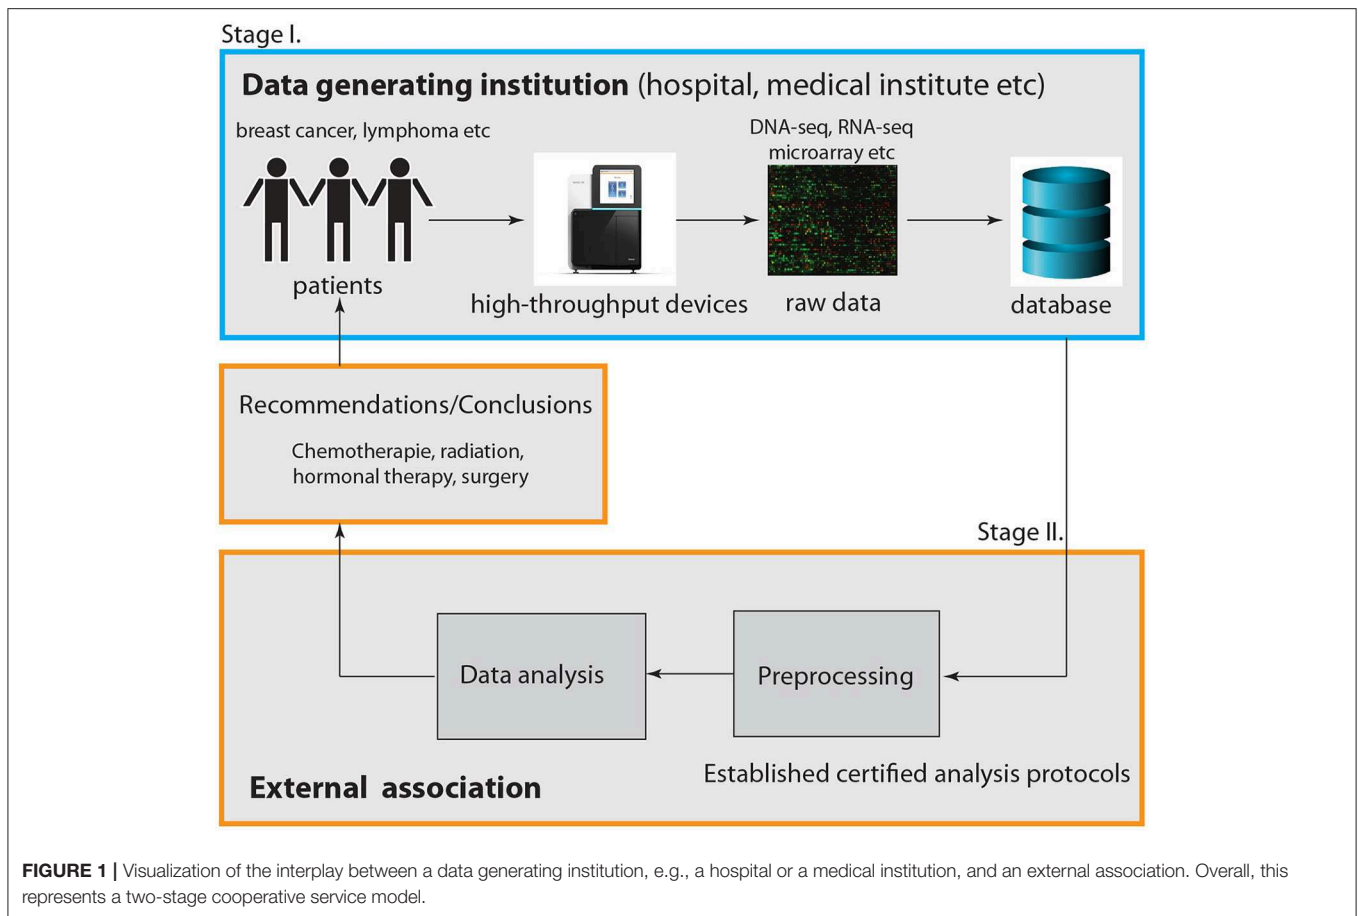 Stage I.
Data generating institution (hospital, medical institute etc)
breast cancer, lymphoma etc
DNA-seq, RNA-seq
microarray etc
patients
high-throughput devices
raw data
database
Recommendations/Conclusions
Chemotherapie, radiation,
hormonal therapy, surgery
Stage II.
Data analysis
Preprocessing
Established certified analysis protocols
External association
FIGURE 1 | Visualization of the interplay between a data generating institution, e.g., a hospital or a medical institution, and an external association. Overall, this
represents a two-stage cooperative service model.